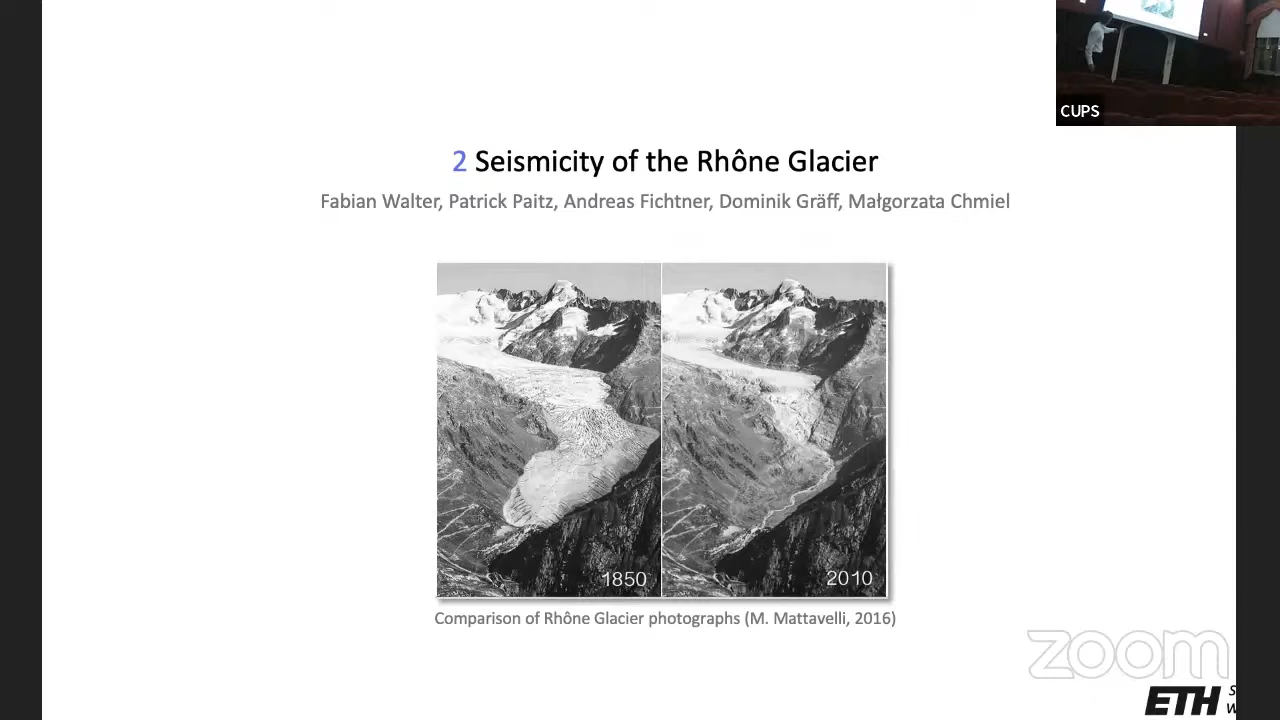 CUPS
2 Seismicity of the Rhône Glacier
Fabian Walter, Patrick Paitz, Andreas Fichtner, Dominik Gräff, Małgorzata Chmiel
1850
2010
Comparison of Rhône Glacier photographs (M. Mattavelli, 2016)
zoom
ETH